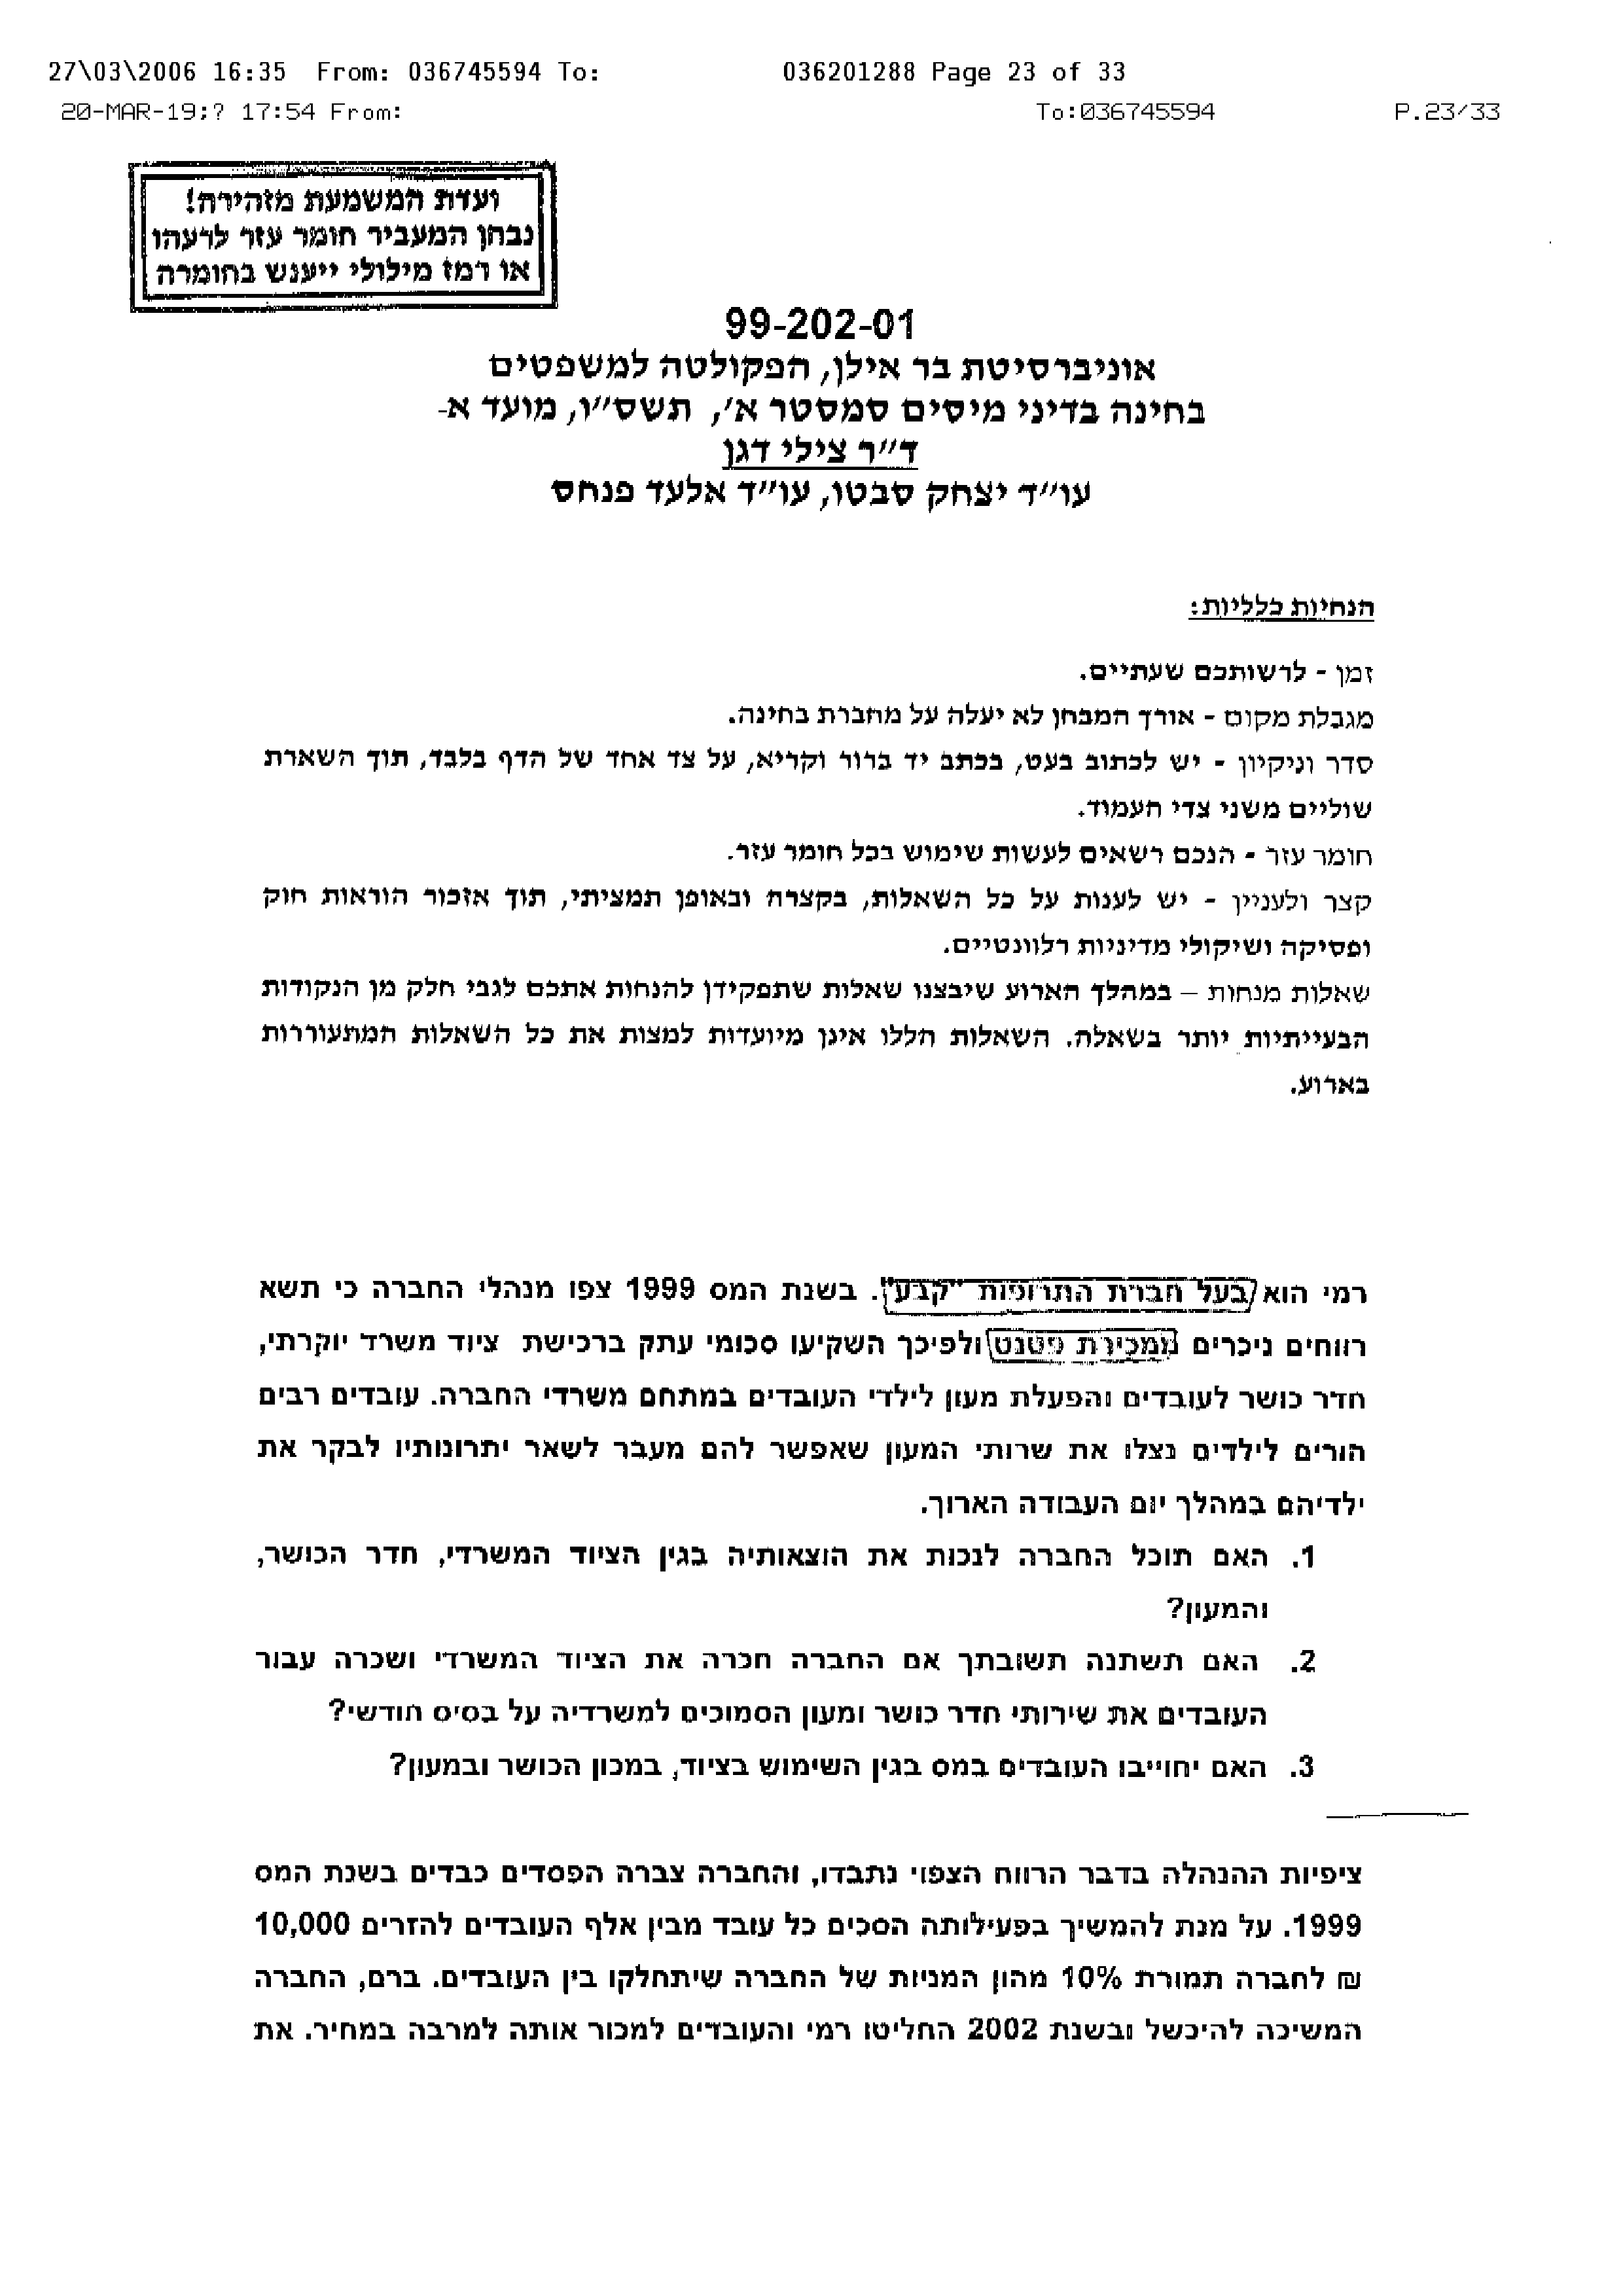 27\03\2006 16:35 From: 036745594 To: 036201288 Page 23 of 33
20-MAR-19;? 17:54 From: To:036745594 P.23/33
ועדת המשמעת מזהירה!
נבחן המעביר חומר עזר לרעהו
או רמז מילולי ייענש בחומרה
99-202-01
אוניברסיטת בר אילן, הפקולטה למשפטים
בחינה בדיני מיסים סמסטר א', תשס"ו, מועד א-
ד"ר צילי דגן
עו"ד יצחק סבטו, עו"ד אלעד פנחס
הנחיות כלליות:
זמן - לרשותכם שעתיים.
מגבלת מקום - אורך המבחן לא יעלה על מחברת בחינה.
סדר וניקיון - יש לכתוב בעט, בכתב יד ברור וקריא, על צד אחד של הדף בלבד, תוך השארת
שוליים משני צדי העמוד.
חומר עזר - הנכם רשאים לעשות שימוש בכל חומר עזר.
קצר ולעניין - יש לענות על כל השאלות, בקצרה ובאופן תמציתי, תוך אזכור הוראות חוק
ופסיקה ושיקולי מדיניות רלוונטיים.
שאלות מנחות – במהלך הארוע שיבצנו שאלות שתפקידן להנחות אתכם לגבי חלק מן הנקודות
הבעייתיות יותר בשאלה. השאלות הללו אינן מיועדות למצות את כל השאלות המתעוררות
בארוע.
רמי הוא בעל חברת התרופות "קבע". בשנת המס 1999 צפו מנהלי החברה כי תשא
רווחים ניכרים ממכירת פטנט ולפיכך השקיעו סכומי עתק ברכישת ציוד משרד יוקרתי,
חדר כושר לעובדים והפעלת מעון לילדי העובדים במתחם משרדי החברה. עובדים רבים
הורים לילדים נצלו את שרותי המעון שאפשר להם מעבר לשאר יתרונותיו לבקר את
ילדיהם במהלך יום העבודה הארוך.
1. האם תוכל החברה לנכות את הוצאותיה בגין הציוד המשרדי, חדר הכושר,
והמעון?
2. האם תשתנה תשובתך אם החברה חכרה את הציוד המשרדי ושכרה עבור
העובדים את שירותי חדר כושר ומעון הסמוכים למשרדיה על בסיס חודשי?
3. האם יחוייבו העובדים במס בגין השימוש בציוד, במכון הכושר ובמעון?
ציפיות ההנהלה בדבר הרווח הצפוי נתבדו, והחברה צברה הפסדים כבדים בשנת המס
1999. על מנת להמשיך בפעילותה הסכים כל עובד מבין אלף העובדים להזרים 10,000
₪ לחברה תמורת 10% מהון המניות של החברה שיתחלקו בין העובדים. ברם, החברה
המשיכה להיכשל ובשנת 2002 החליטו רמי והעובדים למכור אותה למרבה במחיר. את